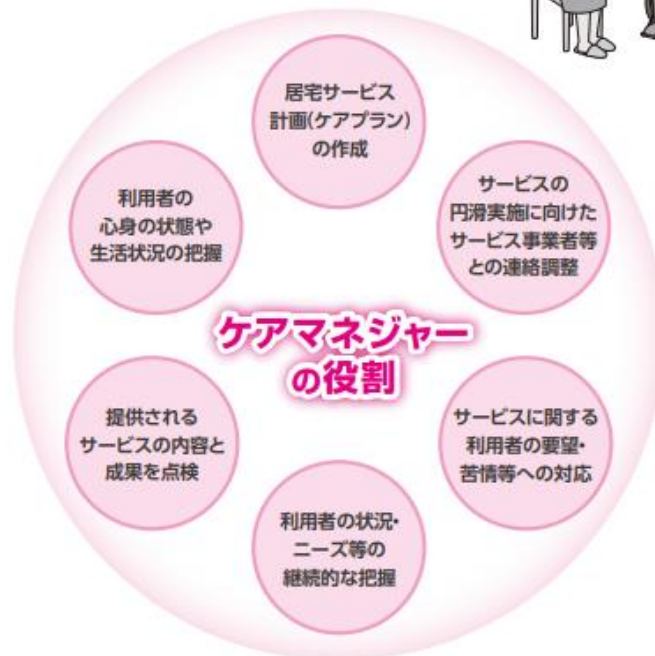 居宅サービス
計画(ケアプラン)
の作成
サービスの
円滑実施に向けた
サービス事業者等
との連絡調整
サービスに関する
利用者の要望・
苦情等への対応
利用者の状況・
ニーズ等の
継続的な把握
提供される
サービスの内容と
成果を点検
利用者の
心身の状態や
生活状況の把握
ケアマネジャー
の役割